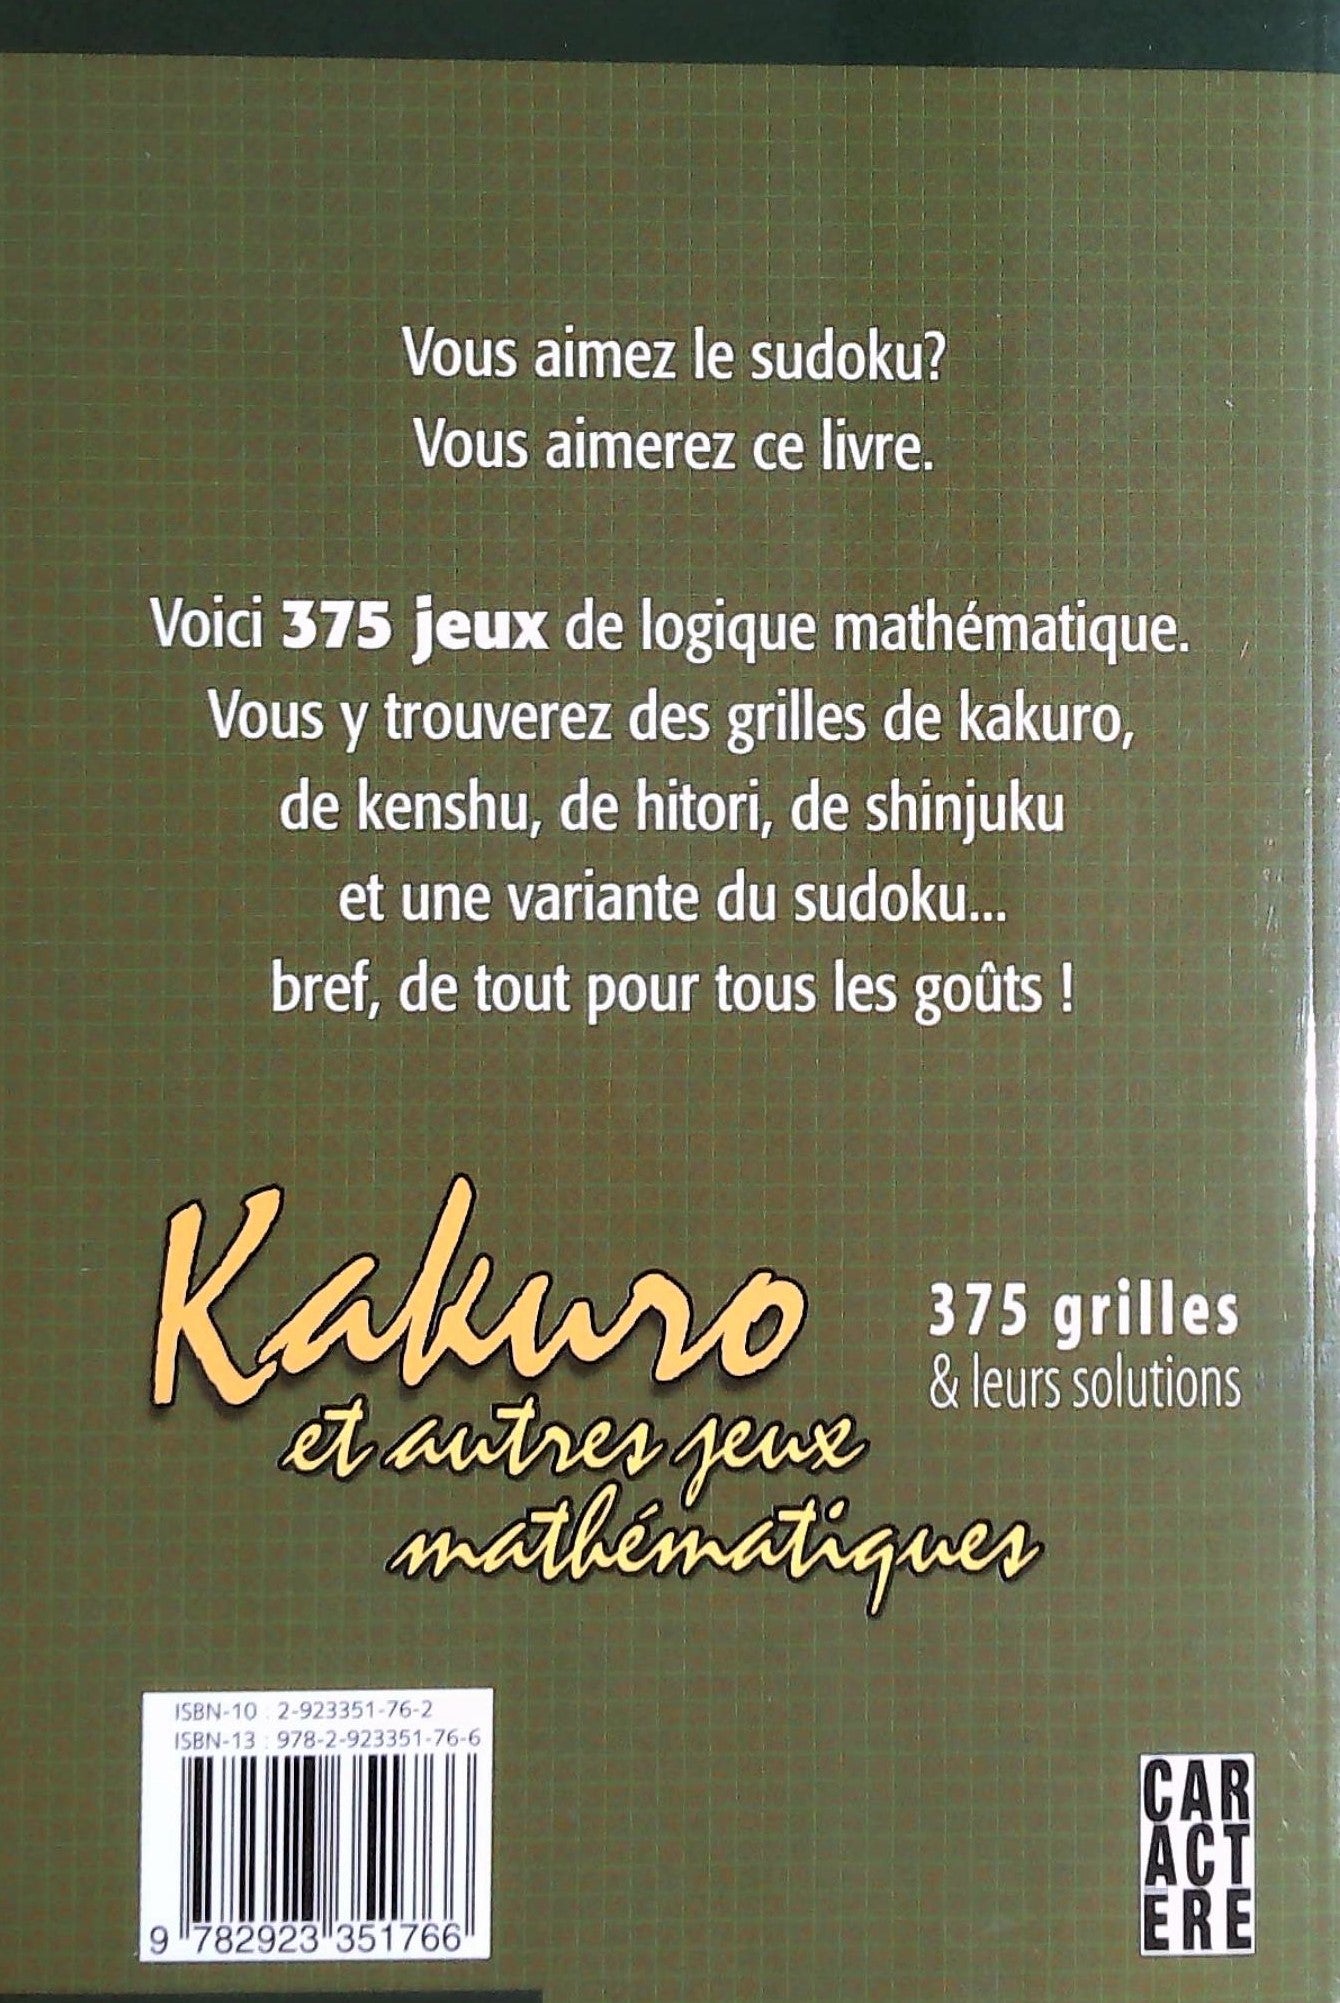 Vous aimez le sudoku?
Vous aimerez ce livre.
Voici 375 jeux de logique mathématique.
Vous y trouverez des grilles de kakuro,
de kenshu, de hitori, de shinjuku
et une variante du sudoku...
bref, de tout pour tous les goûts !
Kakuro
et autres jeux
mathématiques
375 grilles
& leurs solutions
ISBN-10 : 2-923351-76-2
ISBN-13 : 978-2-923351-76-6
9 782923 351766
CAR
ACT
ERE